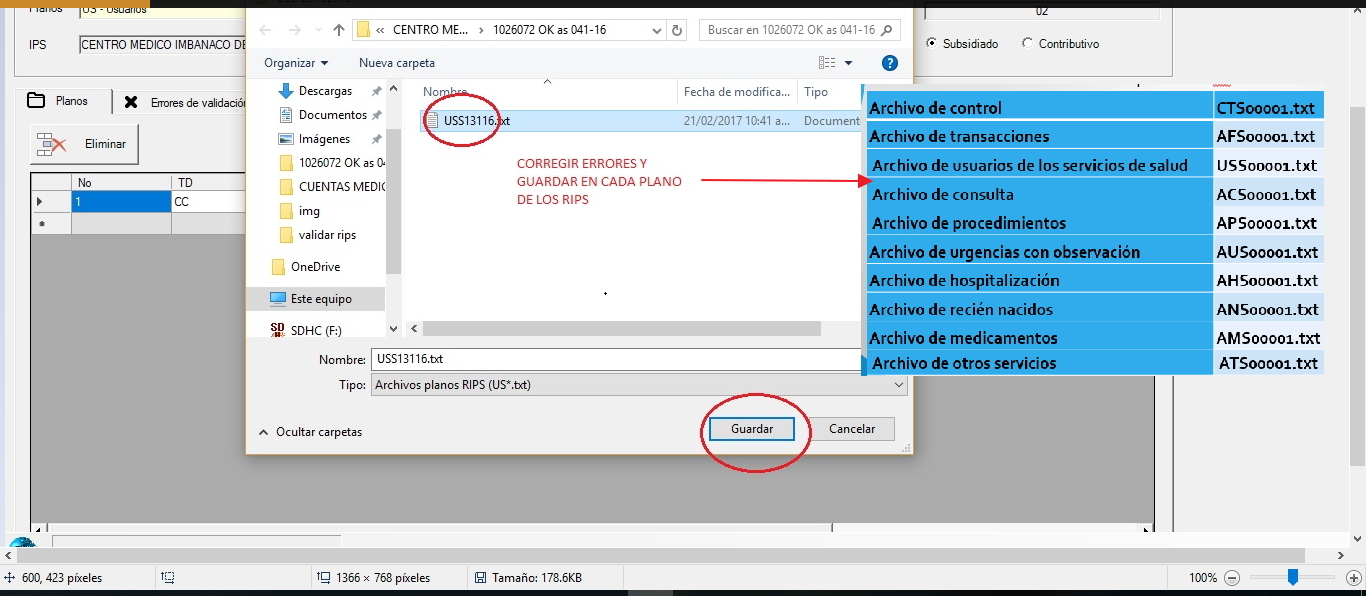 Planos
US - Usuarios
02
IPS
CENTRO MEDICO IMBANACO DE
Subsidiado
Contributivo
« CENTRO ME... › 1026072 OK as 041-16
Buscar en 1026072 OK as 041-16
Organizar
Nueva carpeta
?
Planos
Errores de validación
Eliminar
No
TD
1
CC
*
Descargas
Documentos
Imágenes
1026072 OK as 04
CUENTAS MEDIC
img
validar rips
OneDrive
Este equipo
SDHC (F:)
Nombre
Fecha de modifica...
Tipo
USS13116.txt
21/02/2017 10:41 a...
Document
CORREGIR ERRORES Y
GUARDAR EN CADA PLANO
DE LOS RIPS
Archivo de control CTS00001.txt
Archivo de transacciones AFS00001.txt
Archivo de usuarios de los servicios de salud USS00001.txt
Archivo de consulta ACS00001.txt
Archivo de procedimientos APS00001.txt
Archivo de urgencias con observación AUS00001.txt
Archivo de hospitalización AHS00001.txt
Archivo de recién nacidos ANS00001.txt
Archivo de medicamentos AMS00001.txt
Archivo de otros servicios ATS00001.txt
Nombre: USS13116.txt
Tipo: Archivos planos RIPS (US*.txt)
Ocultar carpetas
Guardar
Cancelar
600, 423 píxeles
1366 × 768 píxeles
Tamaño: 178.6KB
100%